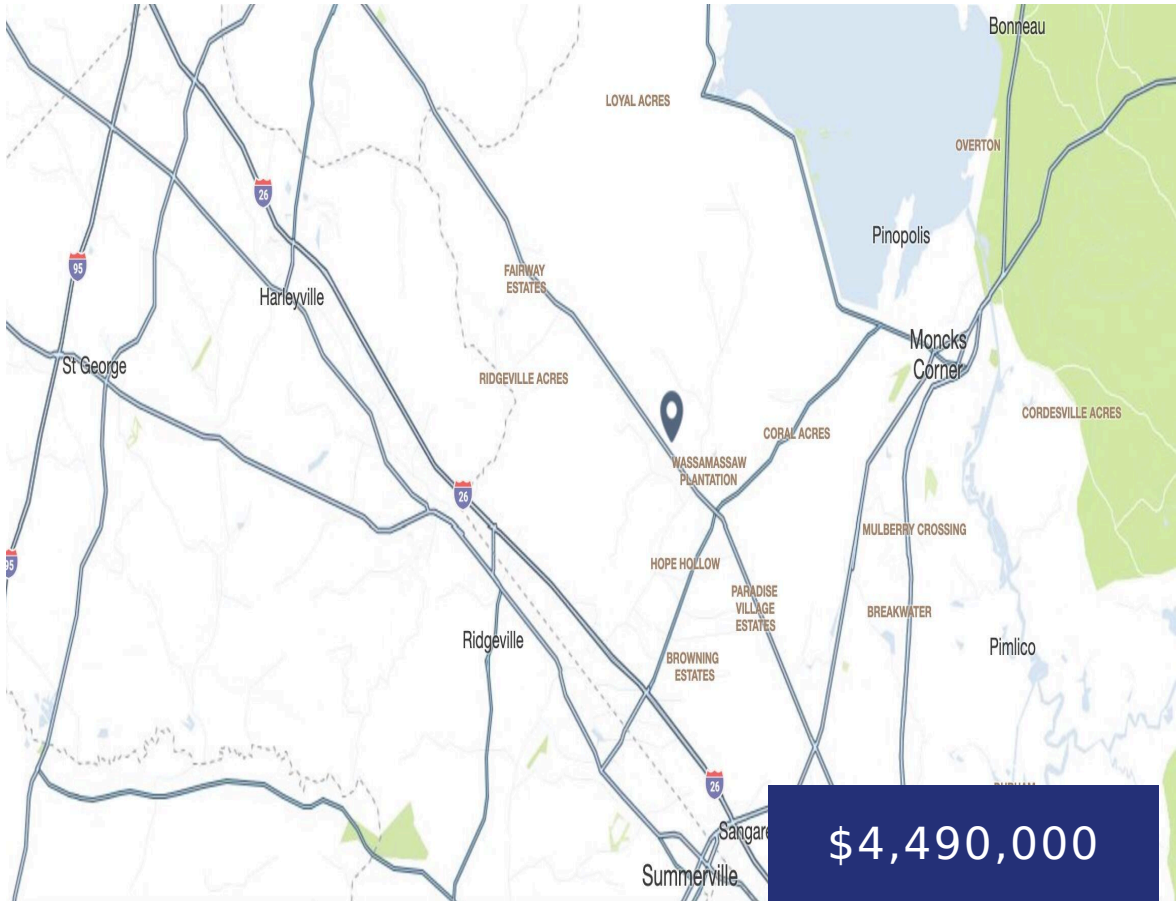 Bonneau
LOYAL ACRES
OVERTON
26
Pinopolis
95
FAIRWAY
ESTATES
Harleyville
Moncks
Corner
St George
RIDGEVILLE ACRES
CORDESVILLE ACRES
CORAL ACRES
WASSAMASSAW
PLANTATION
26
MULBERRY CROSSING
HOPE HOLLOW
PARADISE
VILLAGE
ESTATES
BREAKWATER
Ridgeville
Pimlico
BROWNING
ESTATES
26
Summerville
$4,490,000